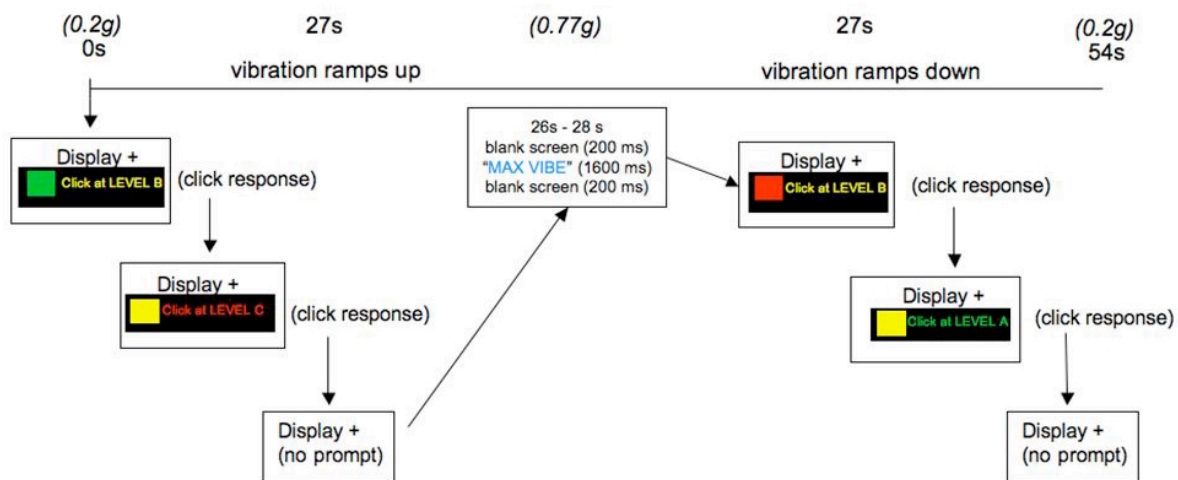 (0.2g) 27s (0.77g) 27s (0.2g)
0s 54s
vibration ramps up vibration ramps down
Display +
Click at LEVEL B
(click response)
Display +
Click at LEVEL C
(click response)
Display +
(no prompt)
26s - 28 s
blank screen (200 ms)
“MAX VIBE” (1600 ms)
blank screen (200 ms)
Display +
Click at LEVEL B
(click response)
Display +
Click at LEVEL A
(click response)
Display +
(no prompt)